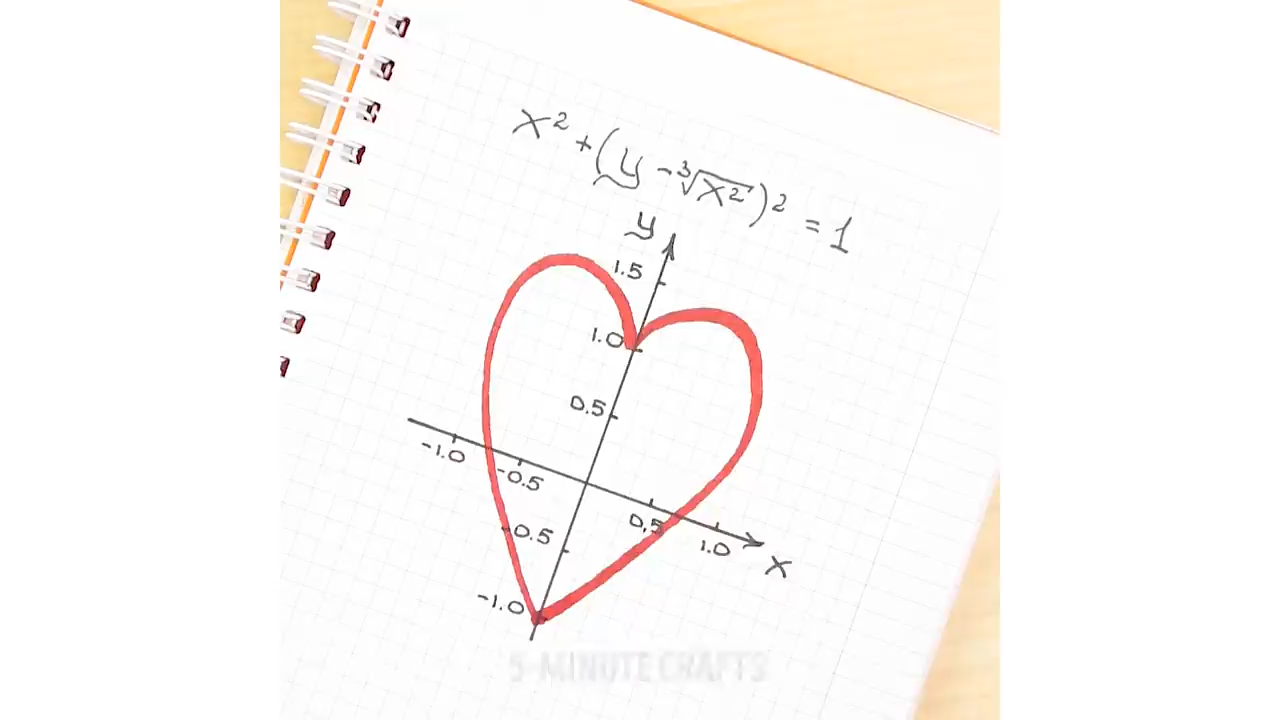 x² + (y - ∛x²)² = 1
y
1.5
1.0
0.5
-1.0
-0.5
0.5
1.0
x
-0.5
-1.0
5-MINUTE CRAFTS